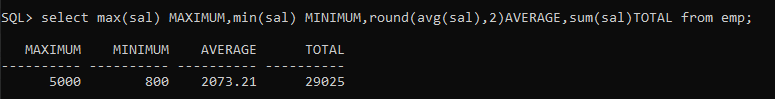 SQL> select max(sal) MAXIMUM,min(sal) MINIMUM,round(avg(sal),2)AVERAGE,sum(sal)TOTAL from emp;
MAXIMUM MINIMUM AVERAGE TOTAL
---------- ---------- ---------- ----------
5000 800 2073.21 29025